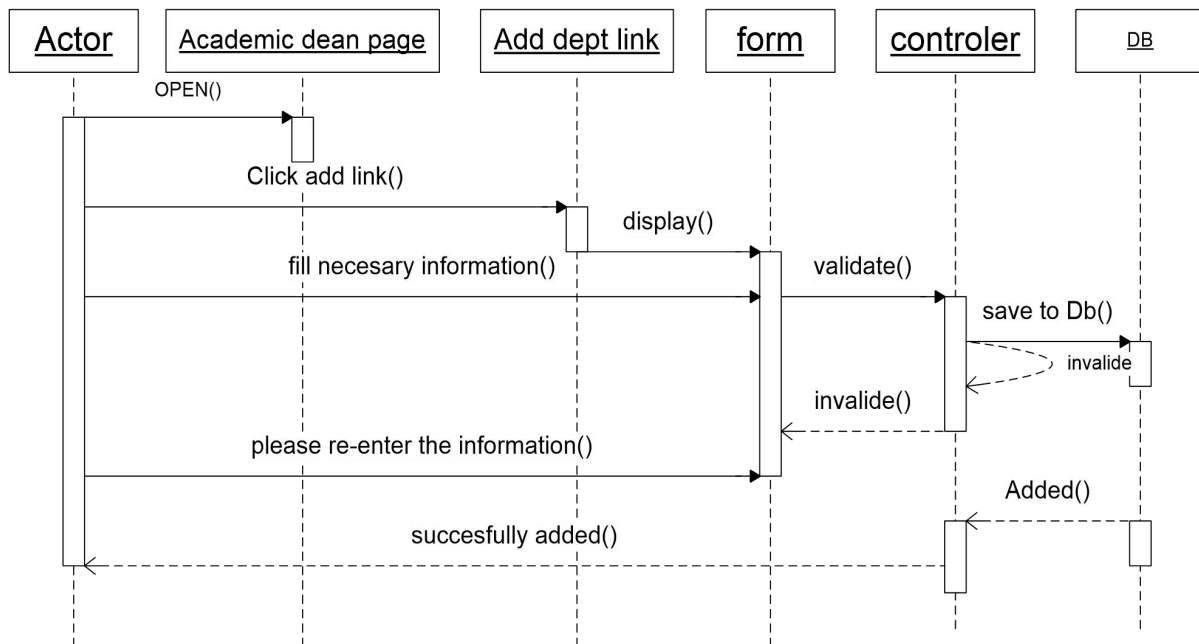 Actor
Academic dean page
Add dept link
form
controler
DB
OPEN()
Click add link()
display()
fill necesary information()
validate()
save to Db()
invalide
invalide()
please re-enter the information()
Added()
succesfully added()